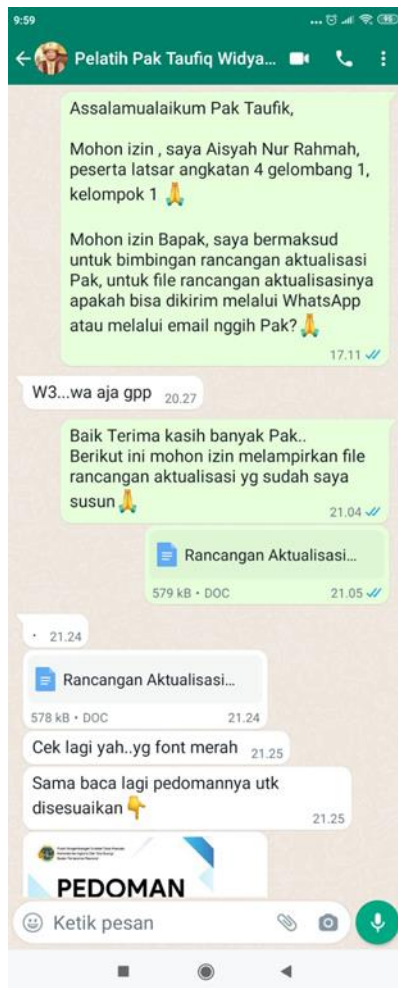 9:59
Pelatih Pak Taufiq Widya...
Assalamualaikum Pak Taufik,
Mohon izin , saya Aisyah Nur Rahmah,
peserta latsar angkatan 4 gelombang 1,
kelompok 1 🙏
Mohon izin Bapak, saya bermaksud
untuk bimbingan rancangan aktualisasi
Pak, untuk file rancangan aktualisasinya
apakah bisa dikirim melalui WhatsApp
atau melalui email nggih Pak?🙏
17.11
W3...wa aja gpp 20.27
Baik Terima kasih banyak Pak..
Berikut ini mohon izin melampirkan file
rancangan aktualisasi yg sudah saya
susun🙏
21.04
Rancangan Aktualisasi...
579 kB • DOC 21.05
. 21.24
Rancangan Aktualisasi...
578 kB • DOC 21.24
Cek lagi yah..yg font merah 21.25
Sama baca lagi pedomannya utk
disesuaikan👇
21.25
PEDOMAN
Ketik pesan